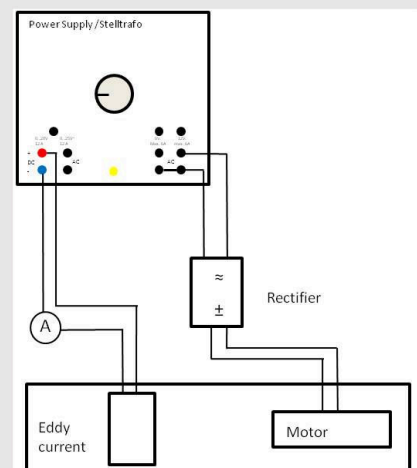 Power Supply/Stelltrafo
+
DC
-
AC
AC
≈
±
Rectifier
A
Eddy
current
Motor